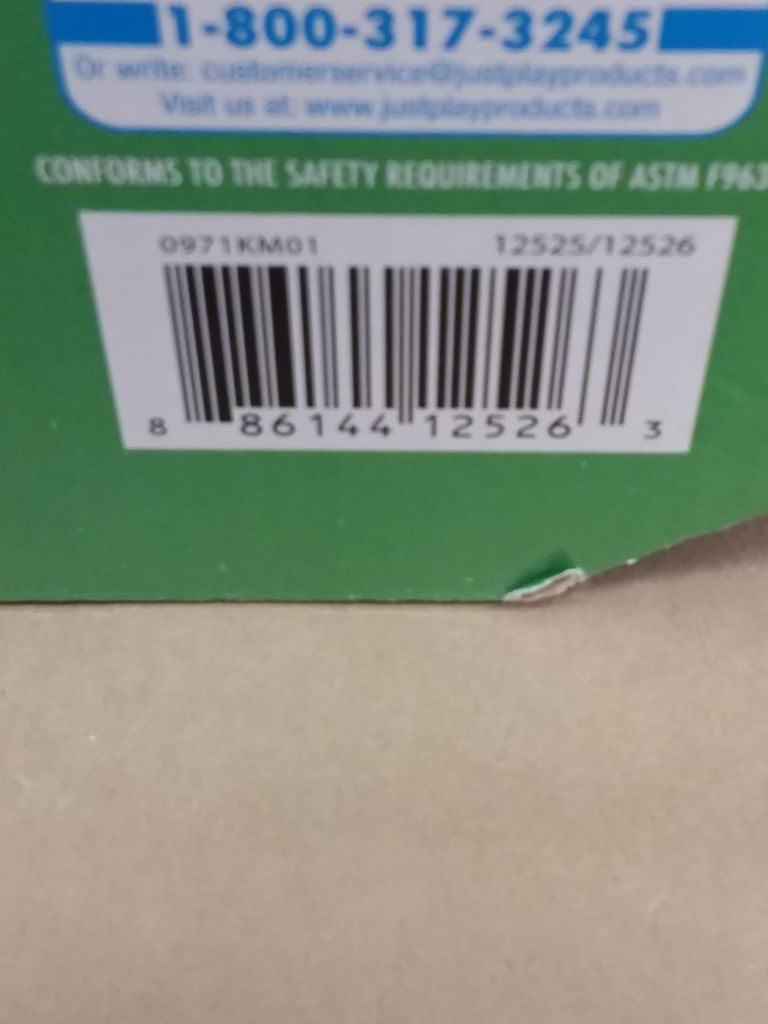 1-800-317-3245
Or write: customerservice@justplayproducts.com
Visit us at: www.justplayproducts.com
CONFORMS TO THE SAFETY REQUIREMENTS OF ASTM F963
0971KM01 12525/12526
8 86144 12526 3